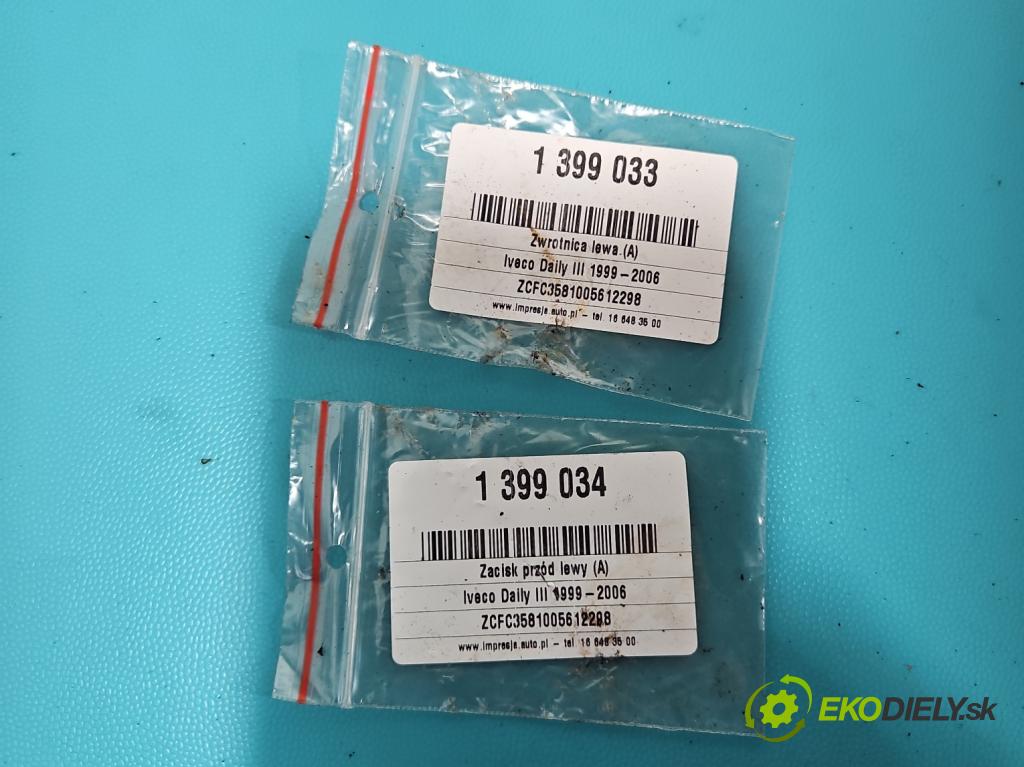 1 399 033
Zwrotnica lewa (A)
Iveco Daily III 1999-2006
ZCFC3581005612298
www.impresja.auto.pl - tel. 16 648 35 00
1 399 034
Zacisk przód lewy (A)
Iveco Daily III 1999-2006
ZCFC3581005612298
www.impresja.auto.pl - tel. 16 648 35 00
EKODIELY.sk